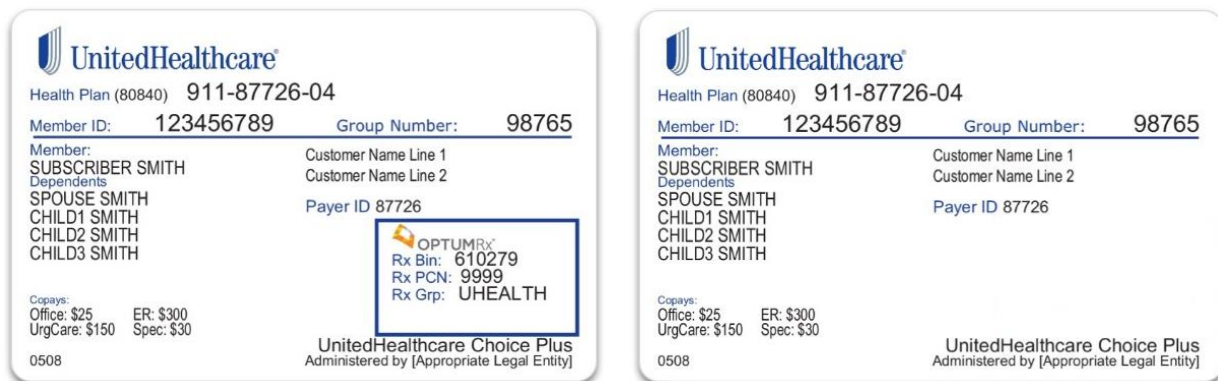 UnitedHealthcare®
Health Plan (80840) 911-87726-04
Member ID: 123456789 Group Number: 98765
Member:
SUBSCRIBER SMITH
Dependents
SPOUSE SMITH
CHILD1 SMITH
CHILD2 SMITH
CHILD3 SMITH
Customer Name Line 1
Customer Name Line 2
Payer ID 87726
OPTUMRx®
Rx Bin: 610279
Rx PCN: 9999
Rx Grp: UHEALTH
Copays:
Office: $25 ER: $300
UrgCare: $150 Spec: $30
UnitedHealthcare Choice Plus
0508 Administered by [Appropriate Legal Entity]
UnitedHealthcare®
Health Plan (80840) 911-87726-04
Member ID: 123456789 Group Number: 98765
Member:
SUBSCRIBER SMITH
Dependents
SPOUSE SMITH
CHILD1 SMITH
CHILD2 SMITH
CHILD3 SMITH
Customer Name Line 1
Customer Name Line 2
Payer ID 87726
Copays:
Office: $25 ER: $300
UrgCare: $150 Spec: $30
UnitedHealthcare Choice Plus
0508 Administered by [Appropriate Legal Entity]